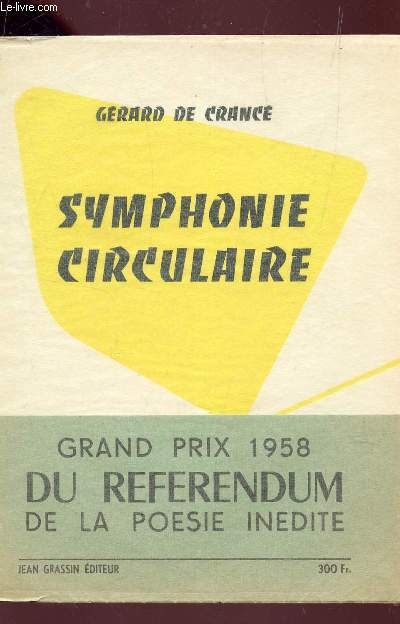 Le-livre.com
GERARD DE CRANCE
SYMPHONIE
CIRCULAIRE
GRAND PRIX 1958
DU REFERENDUM
DE LA POESIE INEDITE
JEAN GRASSIN ÉDITEUR 300 Fr.